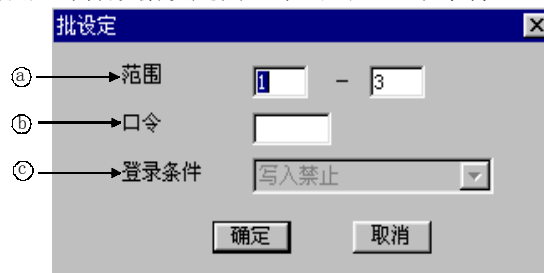 批设定
ⓐ 范围 1 - 3
ⓑ 口令
ⓒ 登录条件 写入禁止
确定 取消